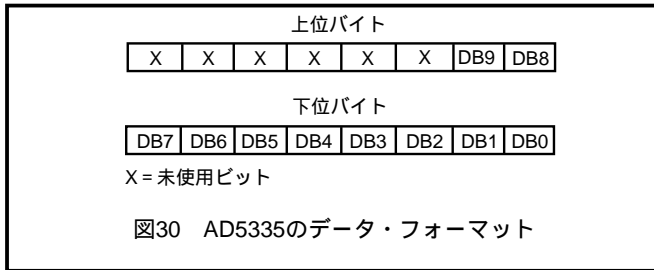 上位バイト
X X X X X X DB9 DB8
下位バイト
DB7 DB6 DB5 DB4 DB3 DB2 DB1 DB0
X = 未使用ビット
図30 AD5335のデータ・フォーマット